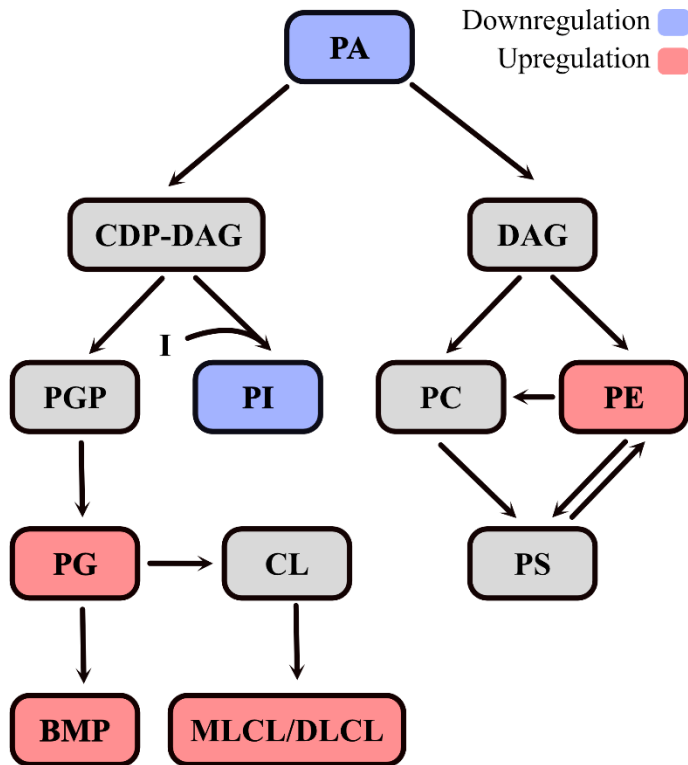 Downregulation
Upregulation
PA
CDP-DAG
DAG
I
PGP
PI
PC
PE
PG
CL
PS
BMP
MLCL/DLCL